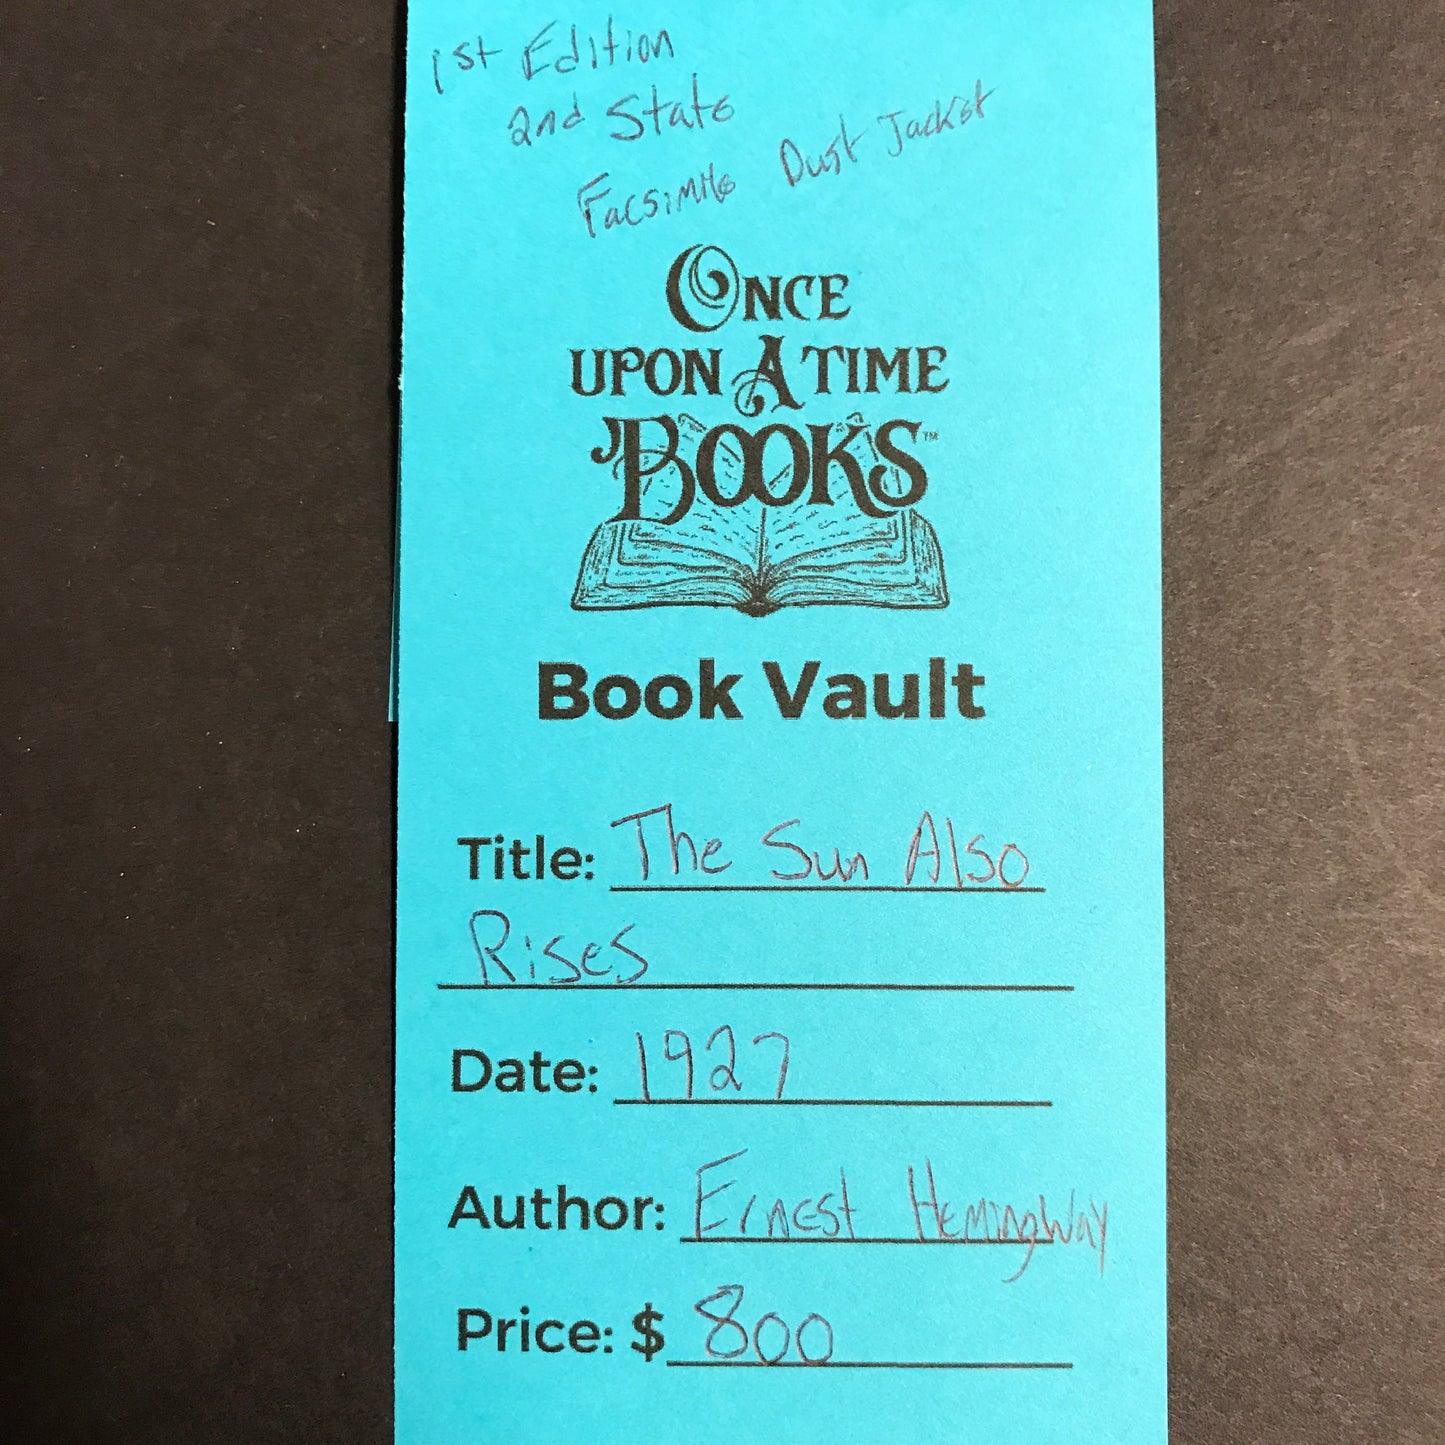 1st Edition
2nd State
Facsimile Dust Jacket
ONCE
UPON A TIME
BOOKS™
Book Vault
Title: The Sun Also
Rises
Date: 1927
Author: Ernest Hemingway
Price: $ 800